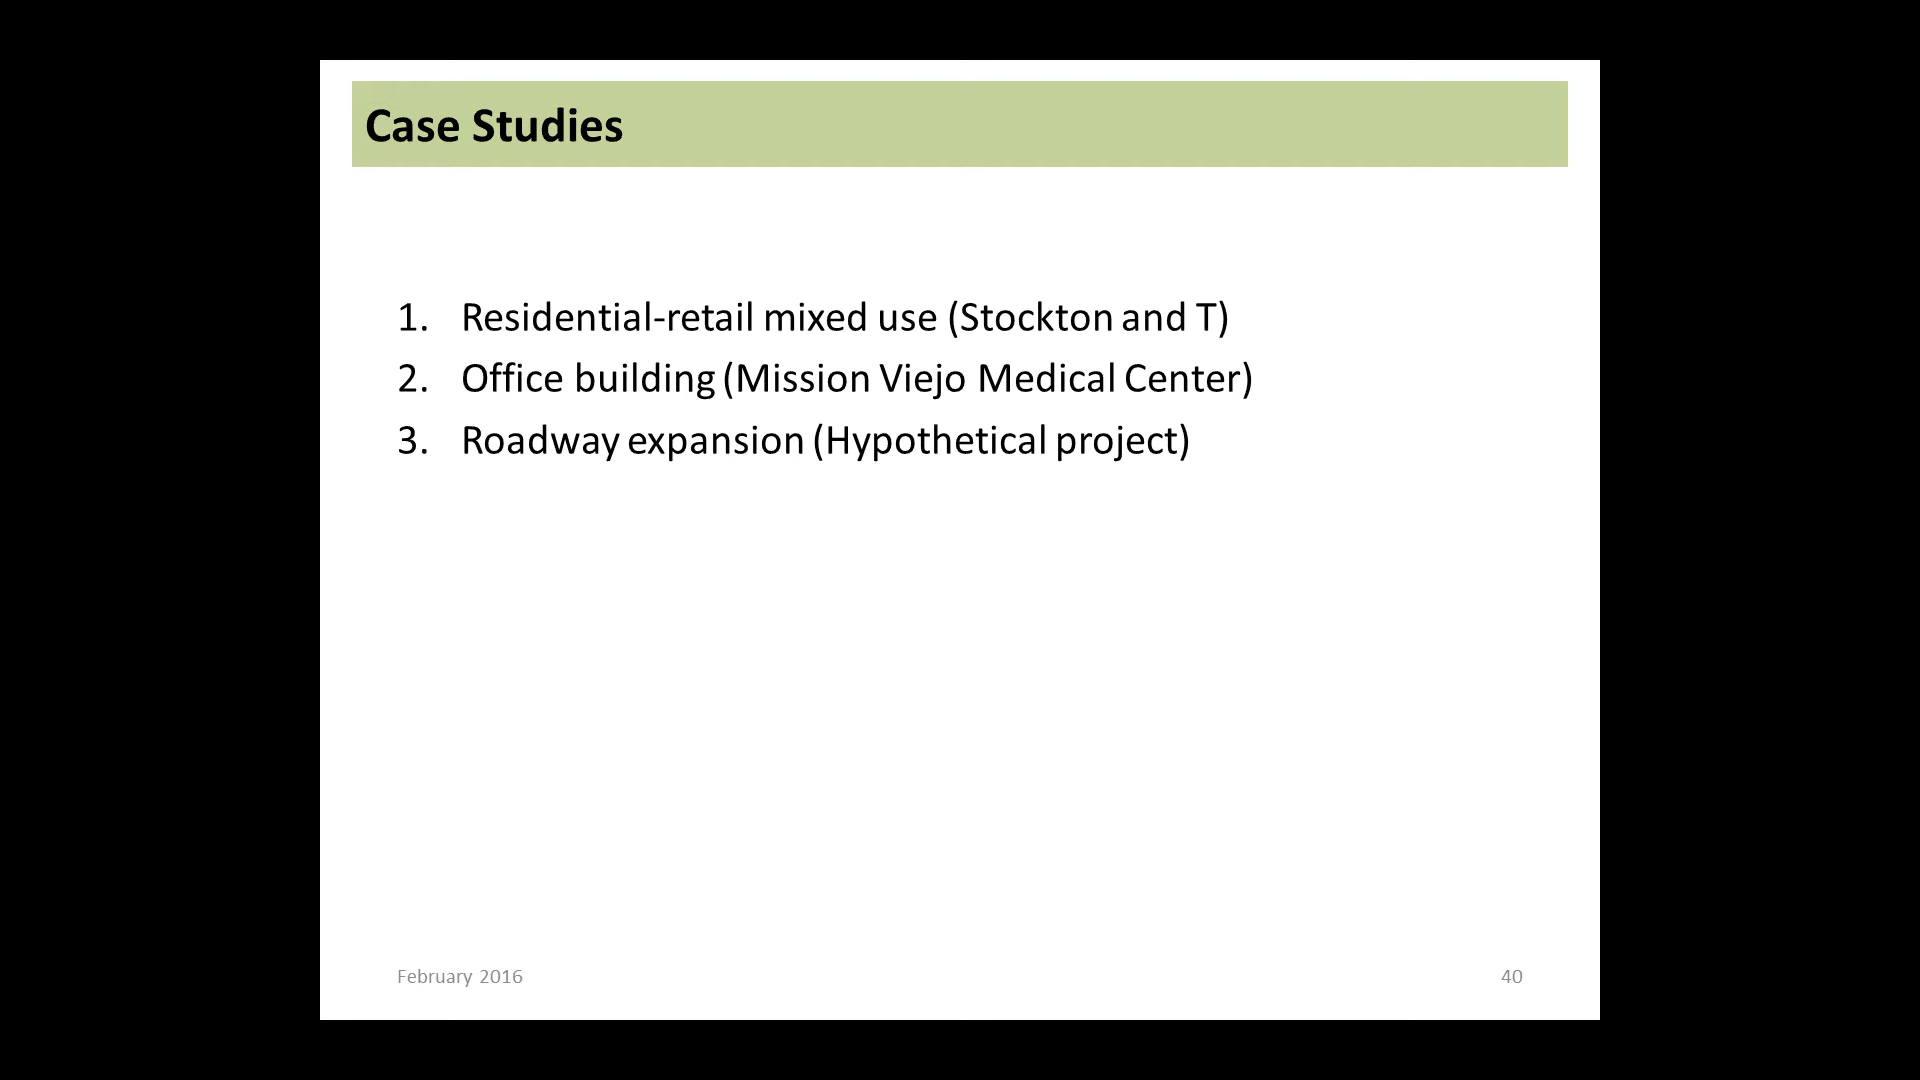 Case Studies
1. Residential-retail mixed use (Stockton and T)
2. Office building (Mission Viejo Medical Center)
3. Roadway expansion (Hypothetical project)
February 2016
40